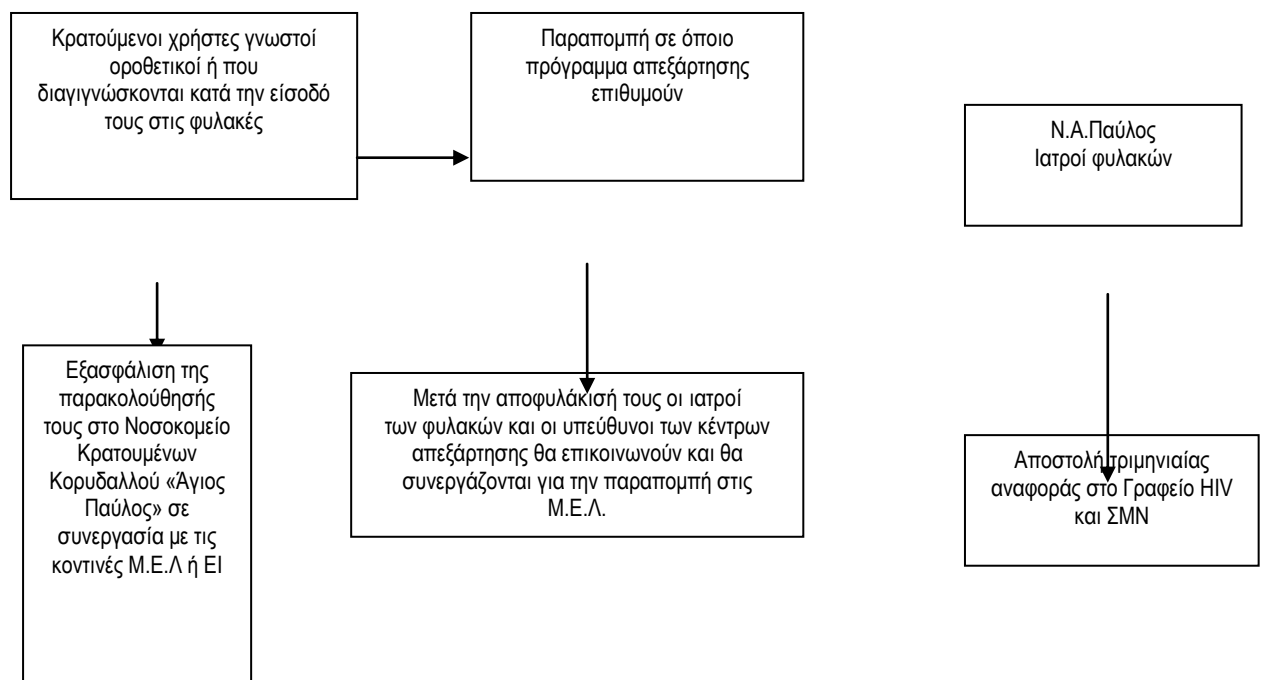 Κρατούμενοι χρήστες γνωστοί
οροθετικοί ή που
διαγιγνώσκονται κατά την είσοδό
τους στις φυλακές
Παραπομπή σε όποιο
πρόγραμμα απεξάρτησης
επιθυμούν
Ν.Α.Παύλος
Ιατροί φυλακών
Εξασφάλιση της
παρακολούθησής
τους στο Νοσοκομείο
Κρατουμένων
Κορυδαλλού «Άγιος
Παύλος» σε
συνεργασία με τις
κοντινές Μ.Ε.Λ ή ΕΙ
Μετά την αποφυλάκισή τους οι ιατροί
των φυλακών και οι υπεύθυνοι των κέντρων
απεξάρτησης θα επικοινωνούν και θα
συνεργάζονται για την παραπομπή στις
Μ.Ε.Λ.
Αποστολή τριμηνιαίας
αναφοράς στο Γραφείο HIV
και ΣΜΝ